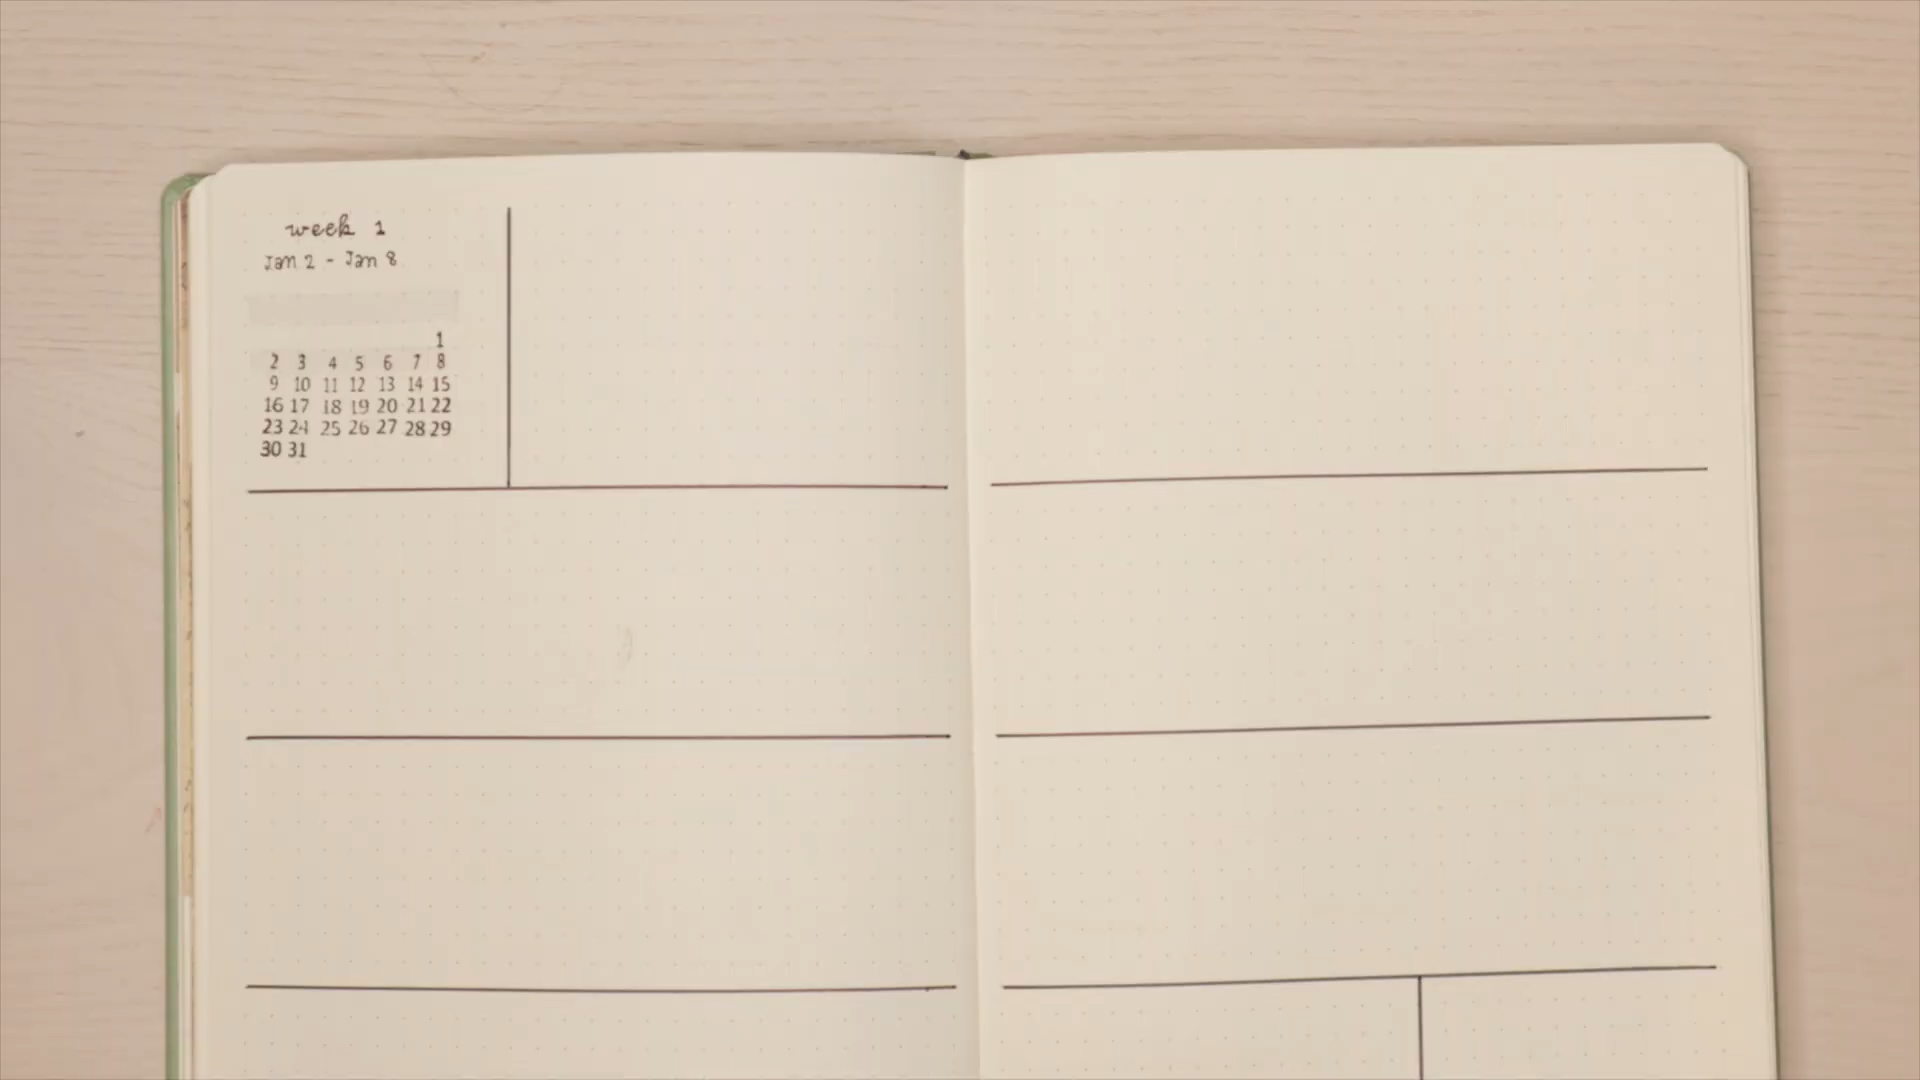 week 1
Jan 2 - Jan 8
1
2 3 4 5 6 7 8
9 10 11 12 13 14 15
16 17 18 19 20 21 22
23 24 25 26 27 28 29
30 31